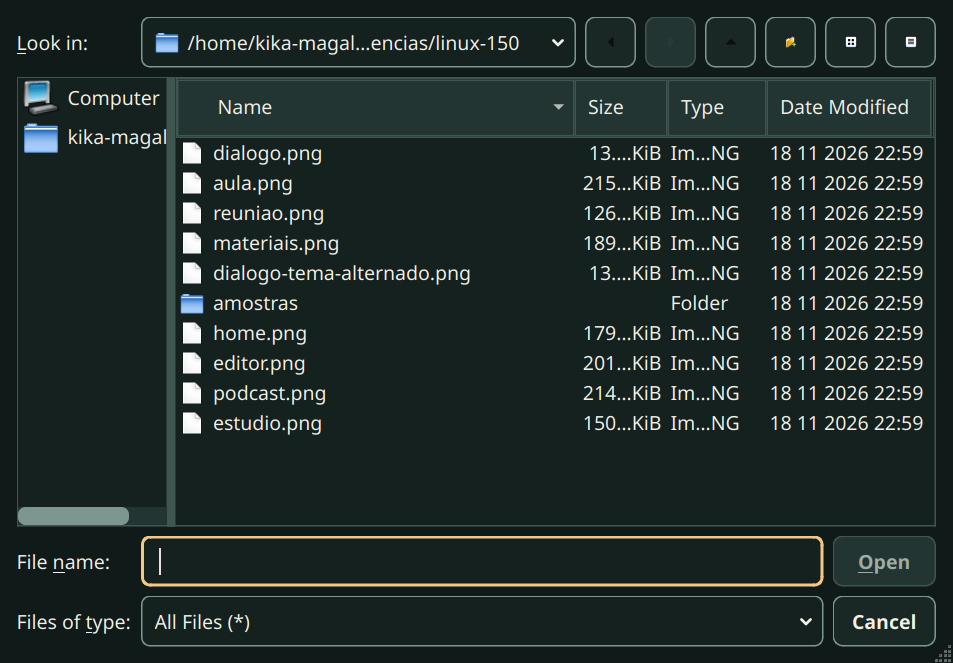 Look in: /home/kika-magal...encias/linux-150
Computer
kika-magal
Name Size Type Date Modified
dialogo.png 13....KiB Im...NG 18 11 2026 22:59
aula.png 215...KiB Im...NG 18 11 2026 22:59
reuniao.png 126...KiB Im...NG 18 11 2026 22:59
materiais.png 189...KiB Im...NG 18 11 2026 22:59
dialogo-tema-alternado.png 13....KiB Im...NG 18 11 2026 22:59
amostras Folder 18 11 2026 22:59
home.png 179...KiB Im...NG 18 11 2026 22:59
editor.png 201...KiB Im...NG 18 11 2026 22:59
podcast.png 214...KiB Im...NG 18 11 2026 22:59
estudio.png 150...KiB Im...NG 18 11 2026 22:59
File name: Open
Files of type: All Files (*) Cancel